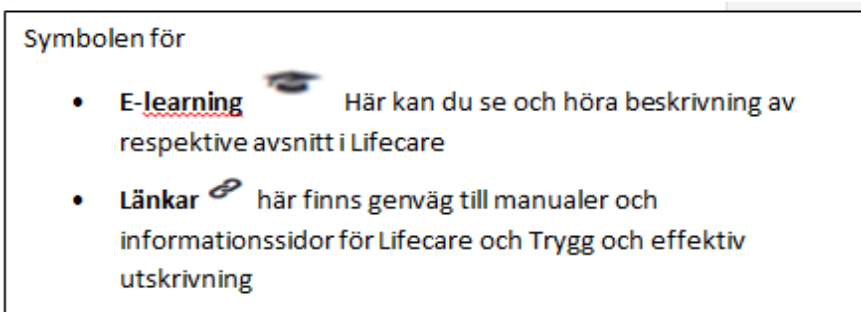 Symbolen för
• E-learning Här kan du se och höra beskrivning av
respektive avsnitt i Lifecare
• Länkar här finns genväg till manualer och
informationssidor för Lifecare och Trygg och effektiv
utskrivning